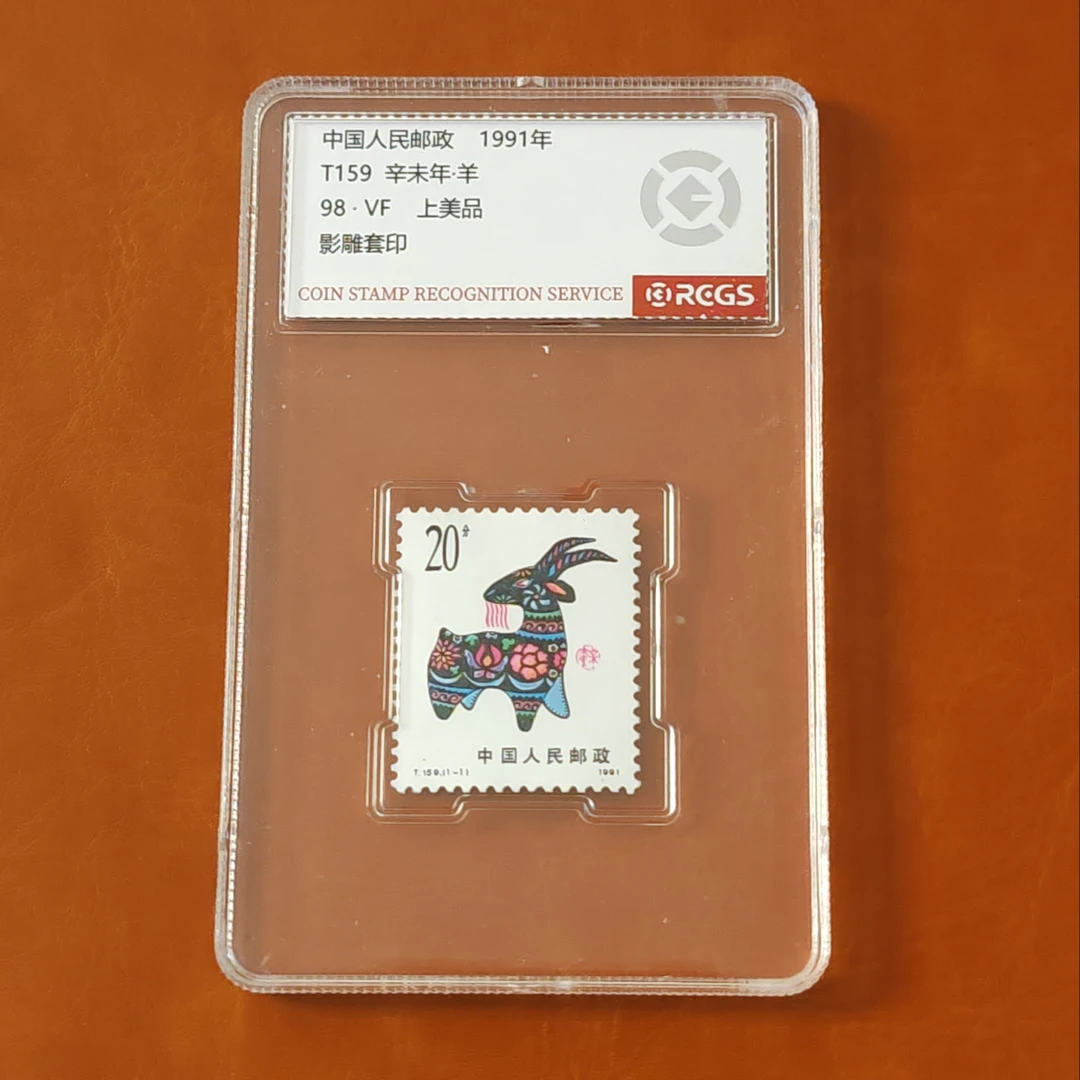 中国人民邮政 1991年
T159 辛未年·羊
98 · VF 上美品
影雕套印
COIN STAMP RECOGNITION SERVICE RCGS
20分
中国人民邮政
T.159.(1-1) 1991